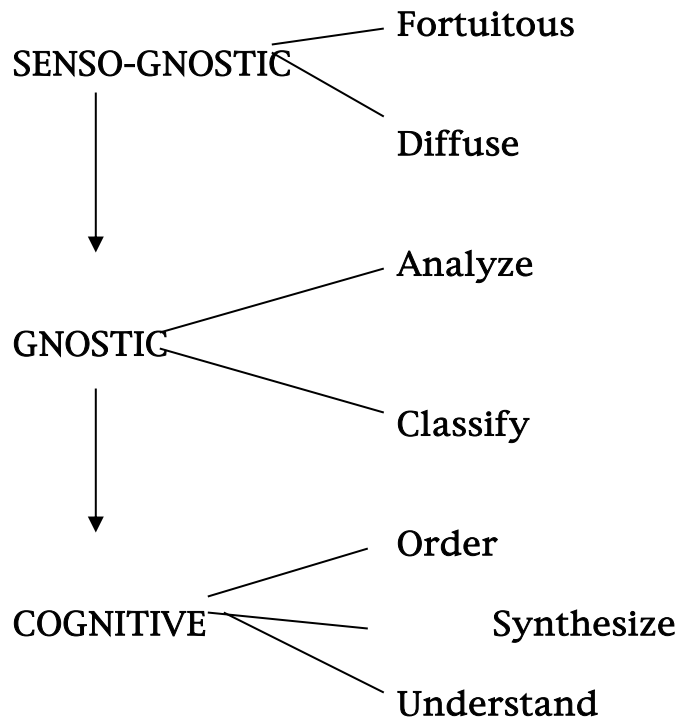 Fortuitous
SENSO-GNOSTIC
Diffuse
Analyze
GNOSTIC
Classify
Order
COGNITIVE
Synthesize
Understand